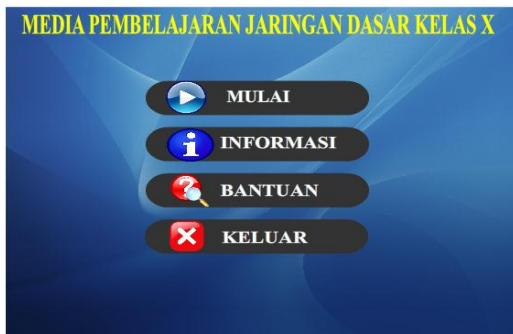 MEDIA PEMBELAJARAN JARINGAN DASAR KELAS X
MULAI
INFORMASI
BANTUAN
KELUAR